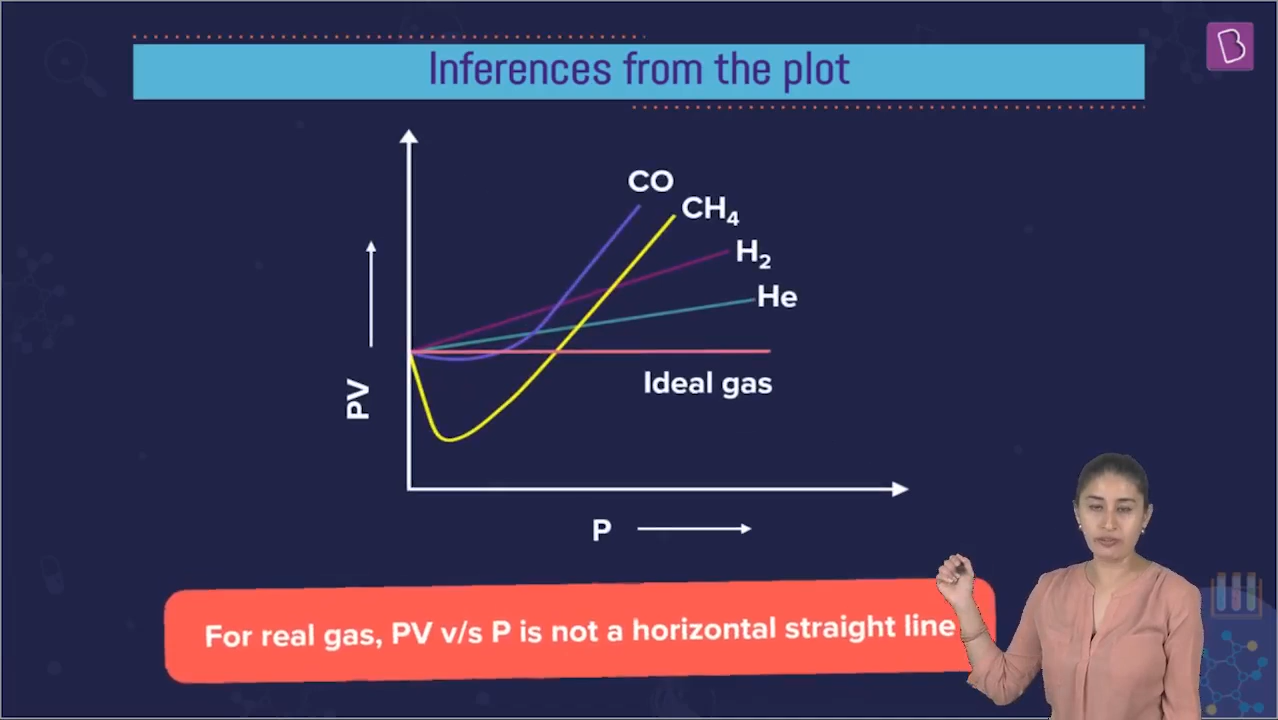 Inferences from the plot
B
CO
CH₄
H₂
He
Ideal gas
PV
P
For real gas, PV v/s P is not a horizontal straight line